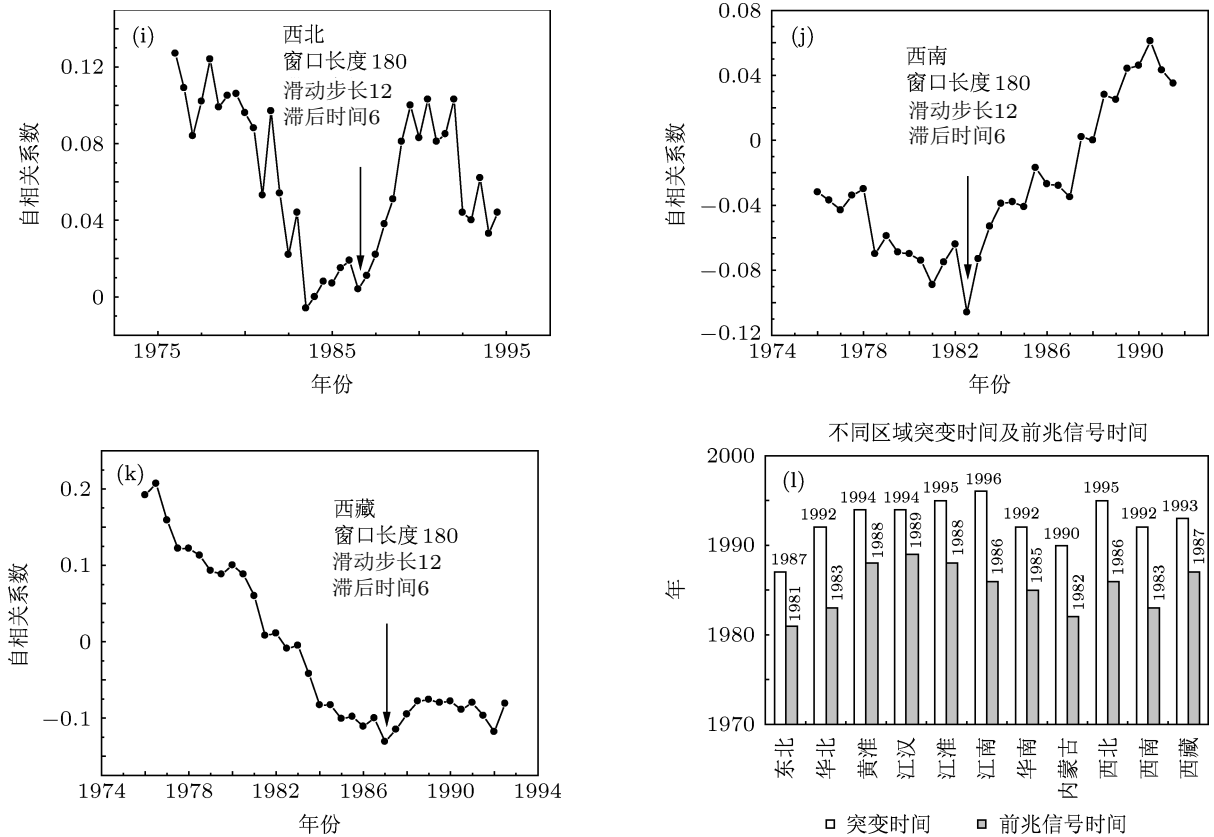 (i)
西北
窗口长度180
滑动步长12
滞后时间6
自相关系数
0.12
0.08
0.04
0
1975
1985
1995
年份
(j)
西南
窗口长度180
滑动步长12
滞后时间6
自相关系数
0.08
0.04
0
−0.04
−0.08
−0.12
1974
1978
1982
1986
1990
年份
(k)
西藏
窗口长度180
滑动步长12
滞后时间6
自相关系数
0.2
0.1
0
−0.1
1974
1978
1982
1986
1990
1994
年份
不同区域突变时间及前兆信号时间
(l)
年
2000
1990
1980
1970
1987
1981
1992
1983
1994
1988
1994
1989
1995
1988
1996
1986
1992
1985
1990
1982
1995
1986
1992
1983
1993
1987
东北
华北
黄淮
江汉
江淮
江南
华南
内蒙古
西北
西南
西藏
突变时间
前兆信号时间